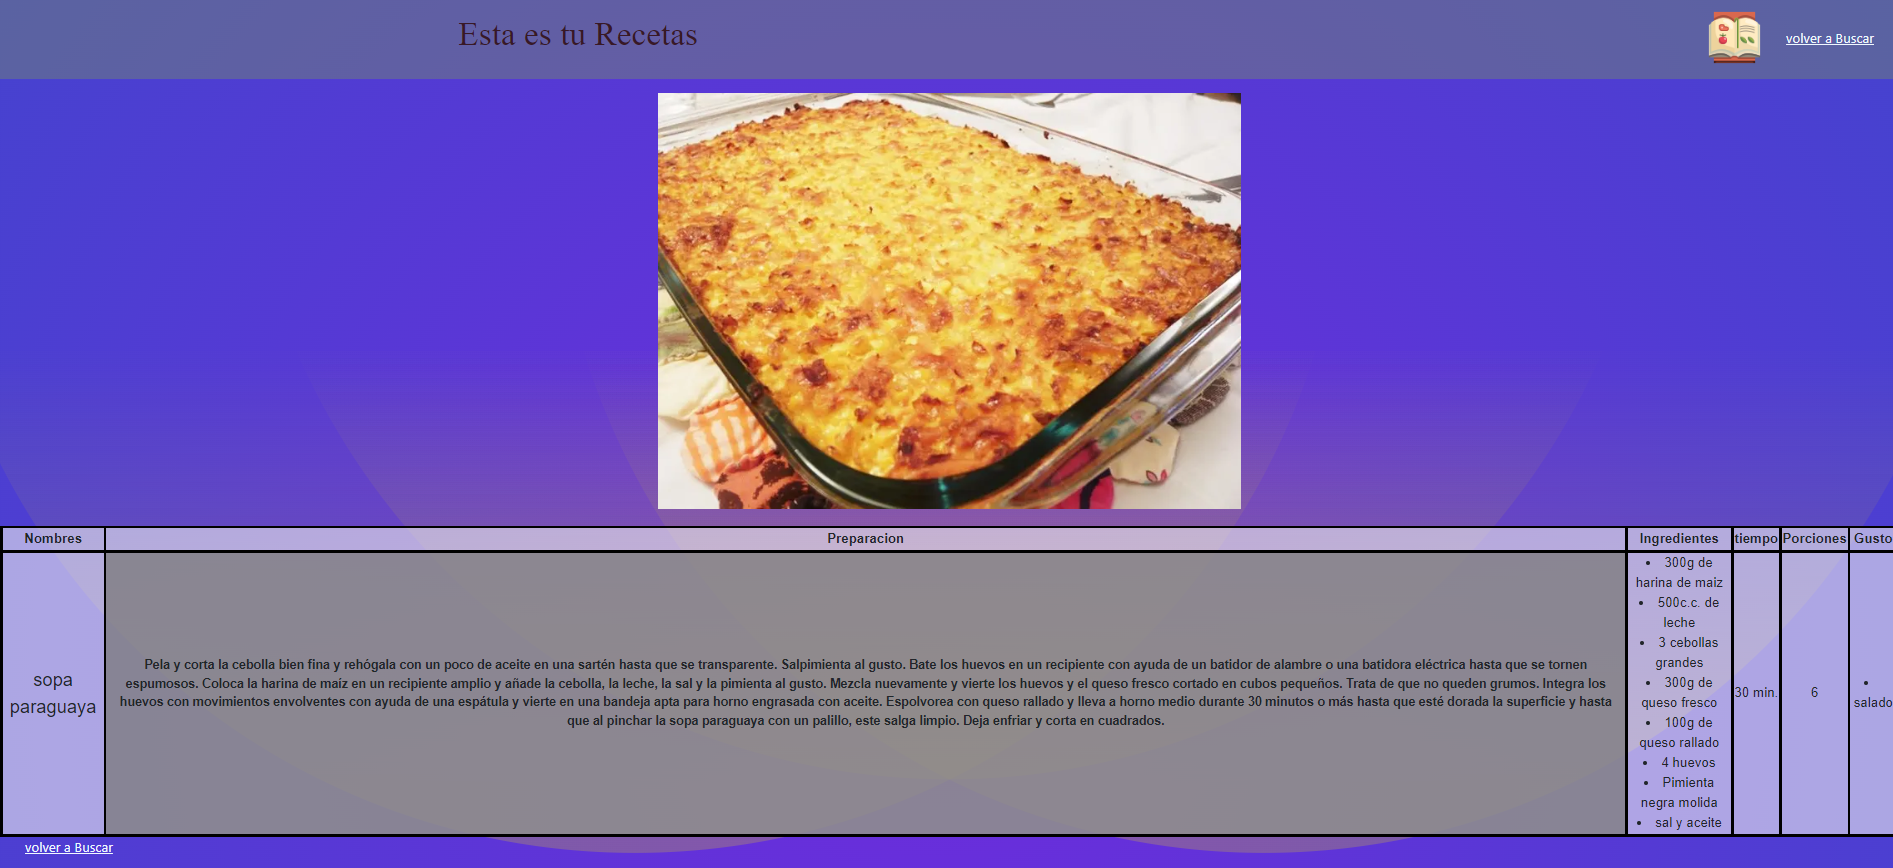 Esta es tu Recetas
volver a Buscar
Nombres
Preparacion
Ingredientes
tiempo
Porciones
Gusto
sopa
paraguaya
Pela y corta la cebolla bien fina y rehógala con un poco de aceite en una sartén hasta que se transparente. Salpimienta al gusto. Bate los huevos en un recipiente con ayuda de un batidor de alambre o una batidora eléctrica hasta que se tornen
espumosos. Coloca la harina de maíz en un recipiente amplio y añade la cebolla, la leche, la sal y la pimienta al gusto. Mezcla nuevamente y vierte los huevos y el queso fresco cortado en cubos pequeños. Trata de que no queden grumos. Integra los
huevos con movimientos envolventes con ayuda de una espátula y vierte en una bandeja apta para horno engrasada con aceite. Espolvorea con queso rallado y lleva a horno medio durante 30 minutos o más hasta que esté dorada la superficie y hasta
que al pinchar la sopa paraguaya con un palillo, este salga limpio. Deja enfriar y corta en cuadrados.
• 300g de
harina de maiz
• 500c.c. de
leche
• 3 cebollas
grandes
• 300g de
queso fresco
• 100g de
queso rallado
• 4 huevos
• Pimienta
negra molida
• sal y aceite
30 min.
6
•
salado
volver a Buscar